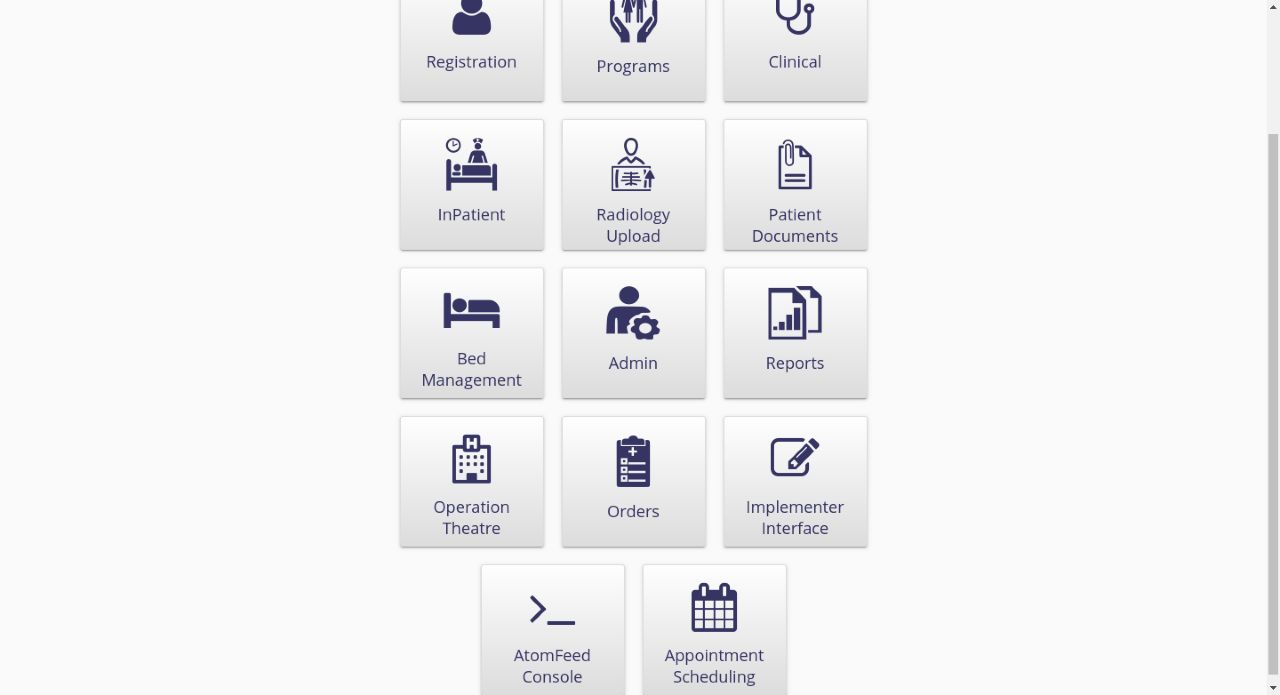 Registration
Programs
Clinical
InPatient
Radiology
Upload
Patient
Documents
Bed
Management
Admin
Reports
Operation
Theatre
Orders
Implementer
Interface
AtomFeed
Console
Appointment
Scheduling